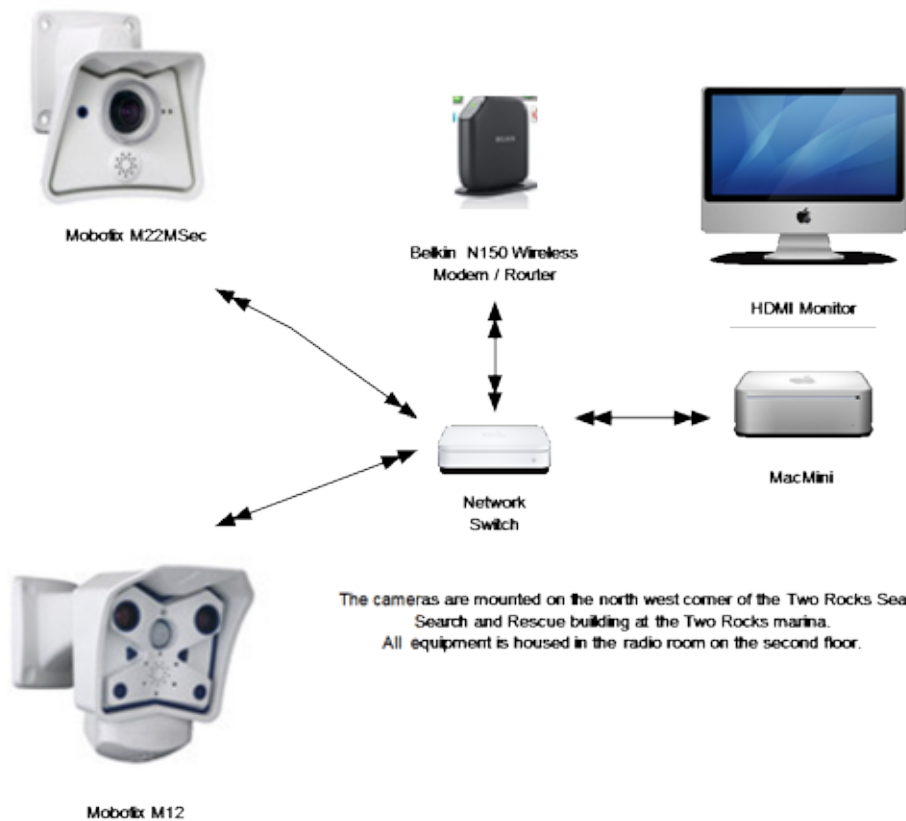 Mobotix M22MSec
Belkin N150 Wireless
Modem / Router
HDMI Monitor
MacMini
Network
Switch
The cameras are mounted on the north west corner of the Two Rocks Sea
Search and Rescue building at the Two Rocks marina.
All equipment is housed in the radio room on the second floor.
Mobotix M12